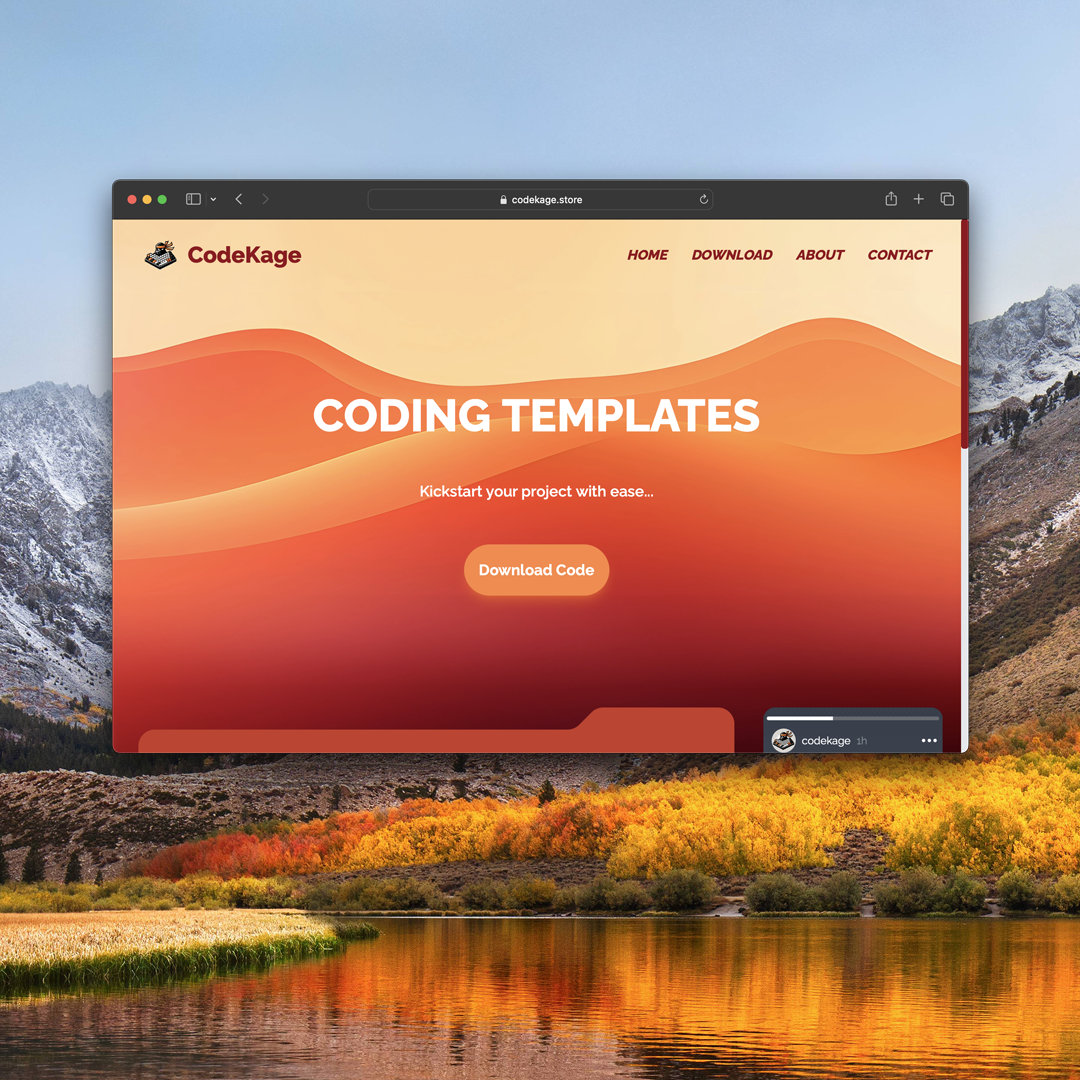 codekage.store
CodeKage
HOME DOWNLOAD ABOUT CONTACT
CODING TEMPLATES
Kickstart your project with ease...
Download Code
codekage 1h